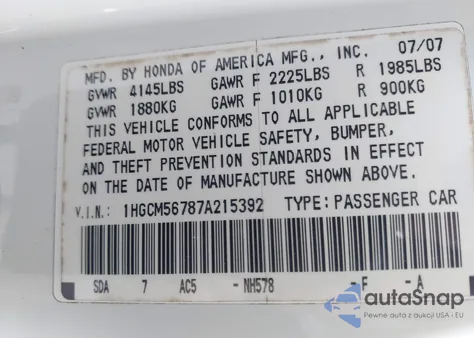 MFD. BY HONDA OF AMERICA MFG., INC. 07/07
GVWR 4145LBS GAWR F 2225LBS R 1985LBS
GVWR 1880KG GAWR F 1010KG R 900KG
THIS VEHICLE CONFORMS TO ALL APPLICABLE
FEDERAL MOTOR VEHICLE SAFETY, BUMPER,
AND THEFT PREVENTION STANDARDS IN EFFECT
ON THE DATE OF MANUFACTURE SHOWN ABOVE.
V.I.N.: 1HGCM56787A215392 TYPE: PASSENGER CAR
SDA 7 AC5 -NH578 -F -A
autoSnap
Pewne auta z aukcji USA i EU